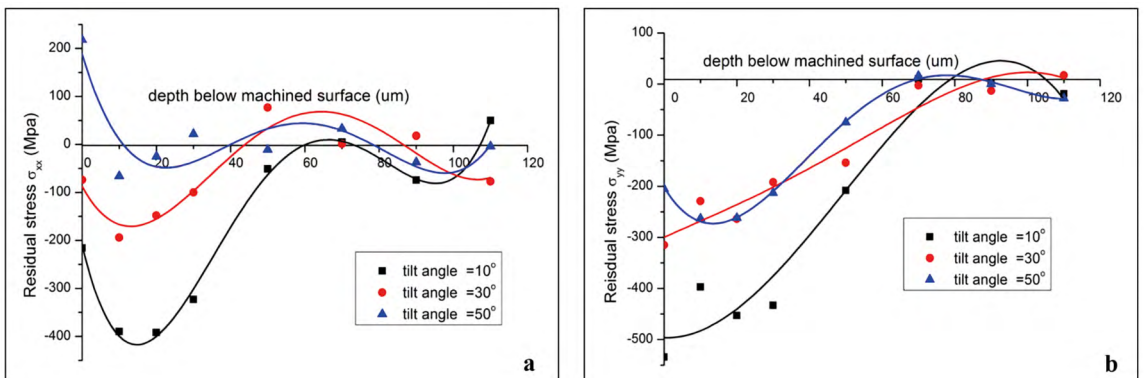 200
100
0
-100
-200
-300
-400
0
20
40
60
80
100
120
Residual stress σxx (Mpa)
depth below machined surface (um)
tilt angle =10°
tilt angle =30°
tilt angle =50°
a
100
0
-100
-200
-300
-400
-500
0
20
40
60
80
100
120
Reisdual stress σyy (Mpa)
depth below machined surface (um)
tilt angle =10°
tilt angle =30°
tilt angle =50°
b